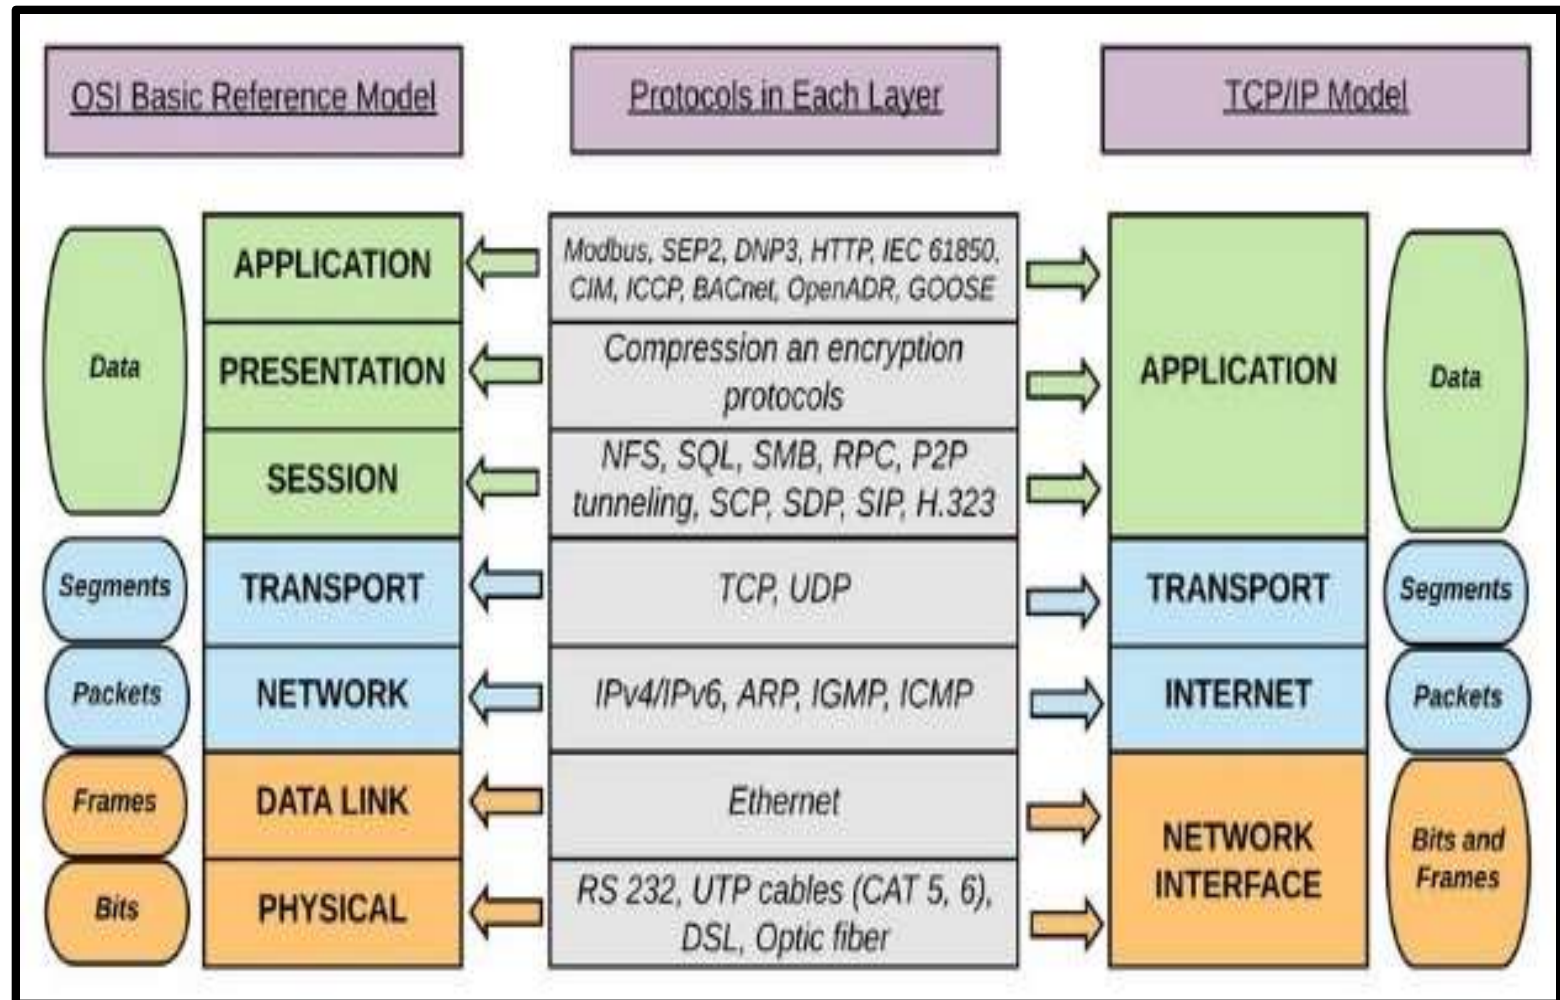 OSI Basic Reference Model
Protocols in Each Layer
TCP/IP Model
Data
APPLICATION
Modbus, SEP2, DNP3, HTTP, IEC 61850,
CIM, ICCP, BACnet, OpenADR, GOOSE
PRESENTATION
Compression an encryption
protocols
SESSION
NFS, SQL, SMB, RPC, P2P
tunneling, SCP, SDP, SIP, H.323
APPLICATION
Data
Segments
TRANSPORT
TCP, UDP
TRANSPORT
Segments
Packets
NETWORK
IPv4/IPv6, ARP, IGMP, ICMP
INTERNET
Packets
Frames
DATA LINK
Ethernet
Bits
PHYSICAL
RS 232, UTP cables (CAT 5, 6),
DSL, Optic fiber
NETWORK
INTERFACE
Bits and
Frames